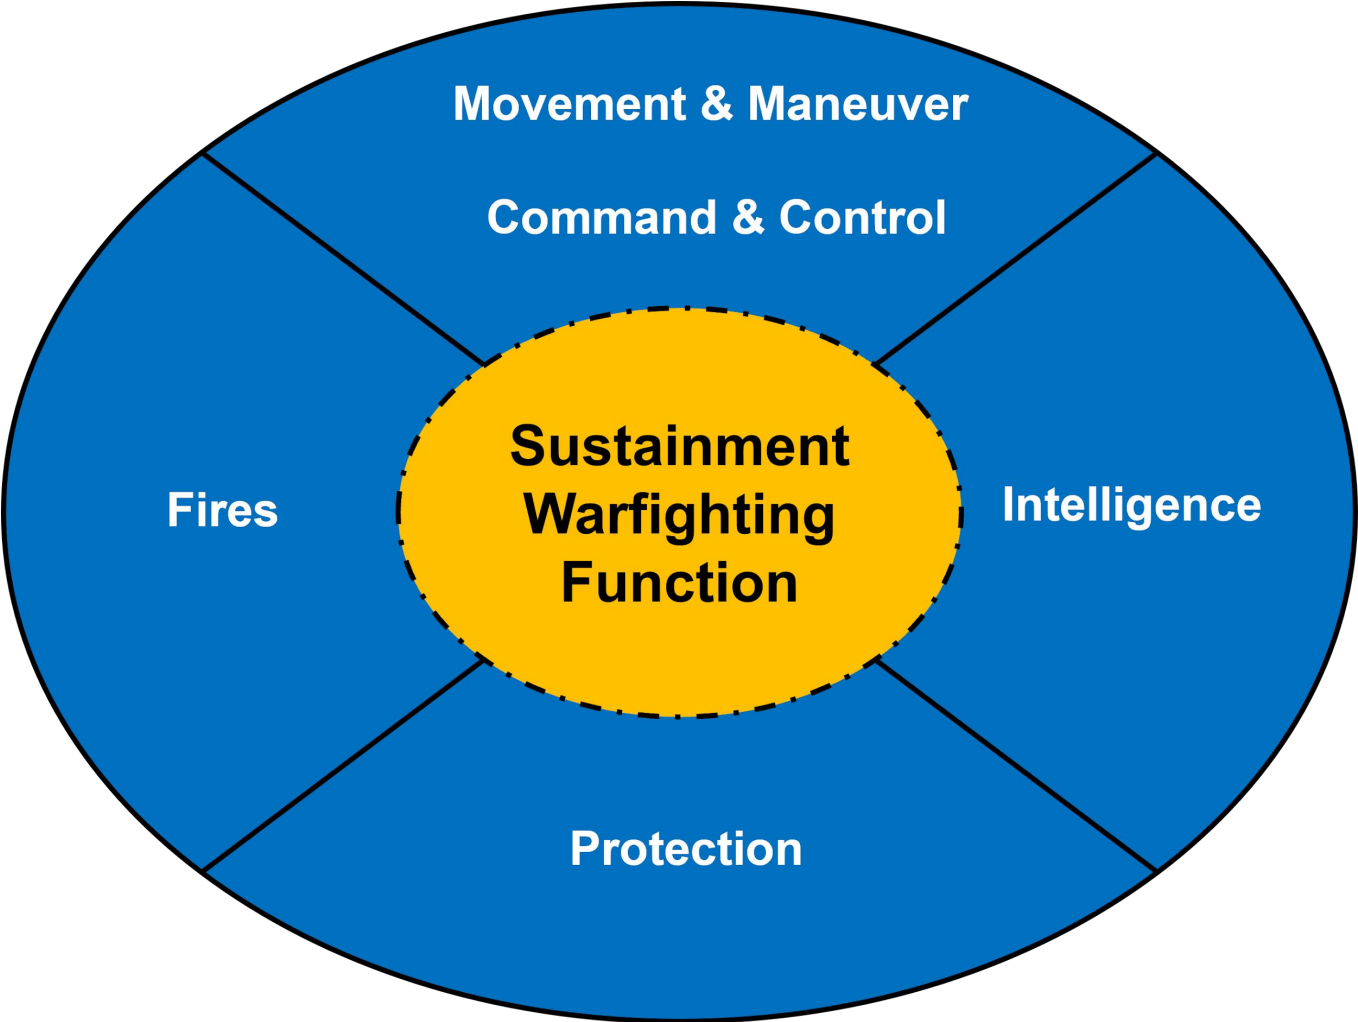 Movement & Maneuver
Command & Control
Sustainment
Warfighting
Function
Fires
Intelligence
Protection